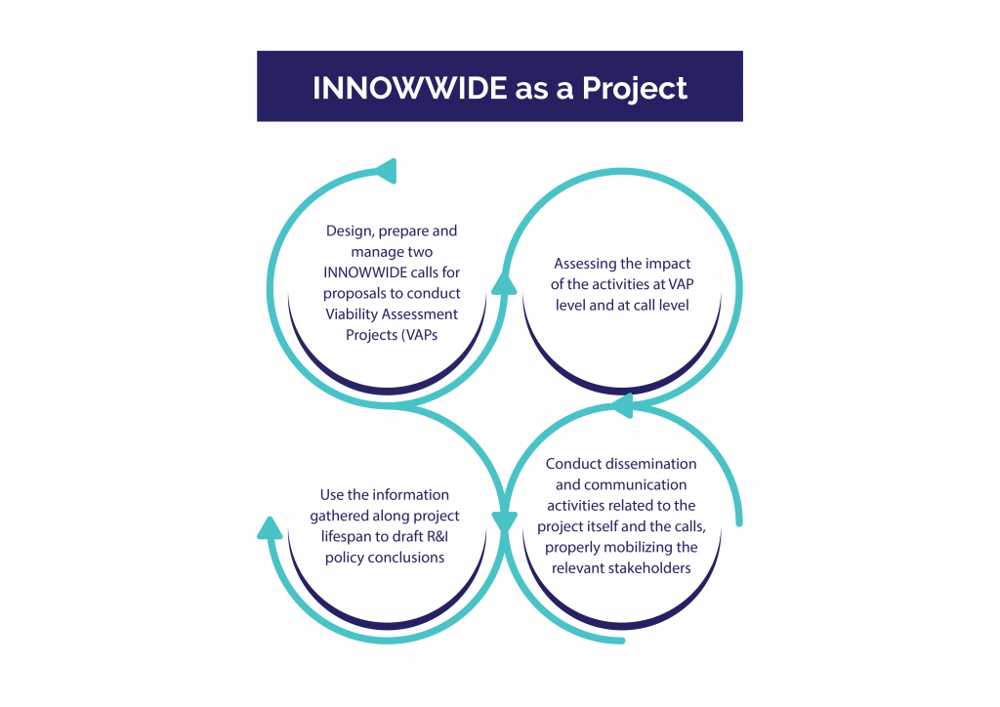 INNOWWIDE as a Project
Design, prepare and
manage two
INNOWWIDE calls for
proposals to conduct
Viability Assessment
Projects (VAPs
Assessing the impact
of the activities at VAP
level and at call level
Use the information
gathered along project
lifespan to draft R&I
policy conclusions
Conduct dissemination
and communication
activities related to the
project itself and the calls,
properly mobilizing the
relevant stakeholders